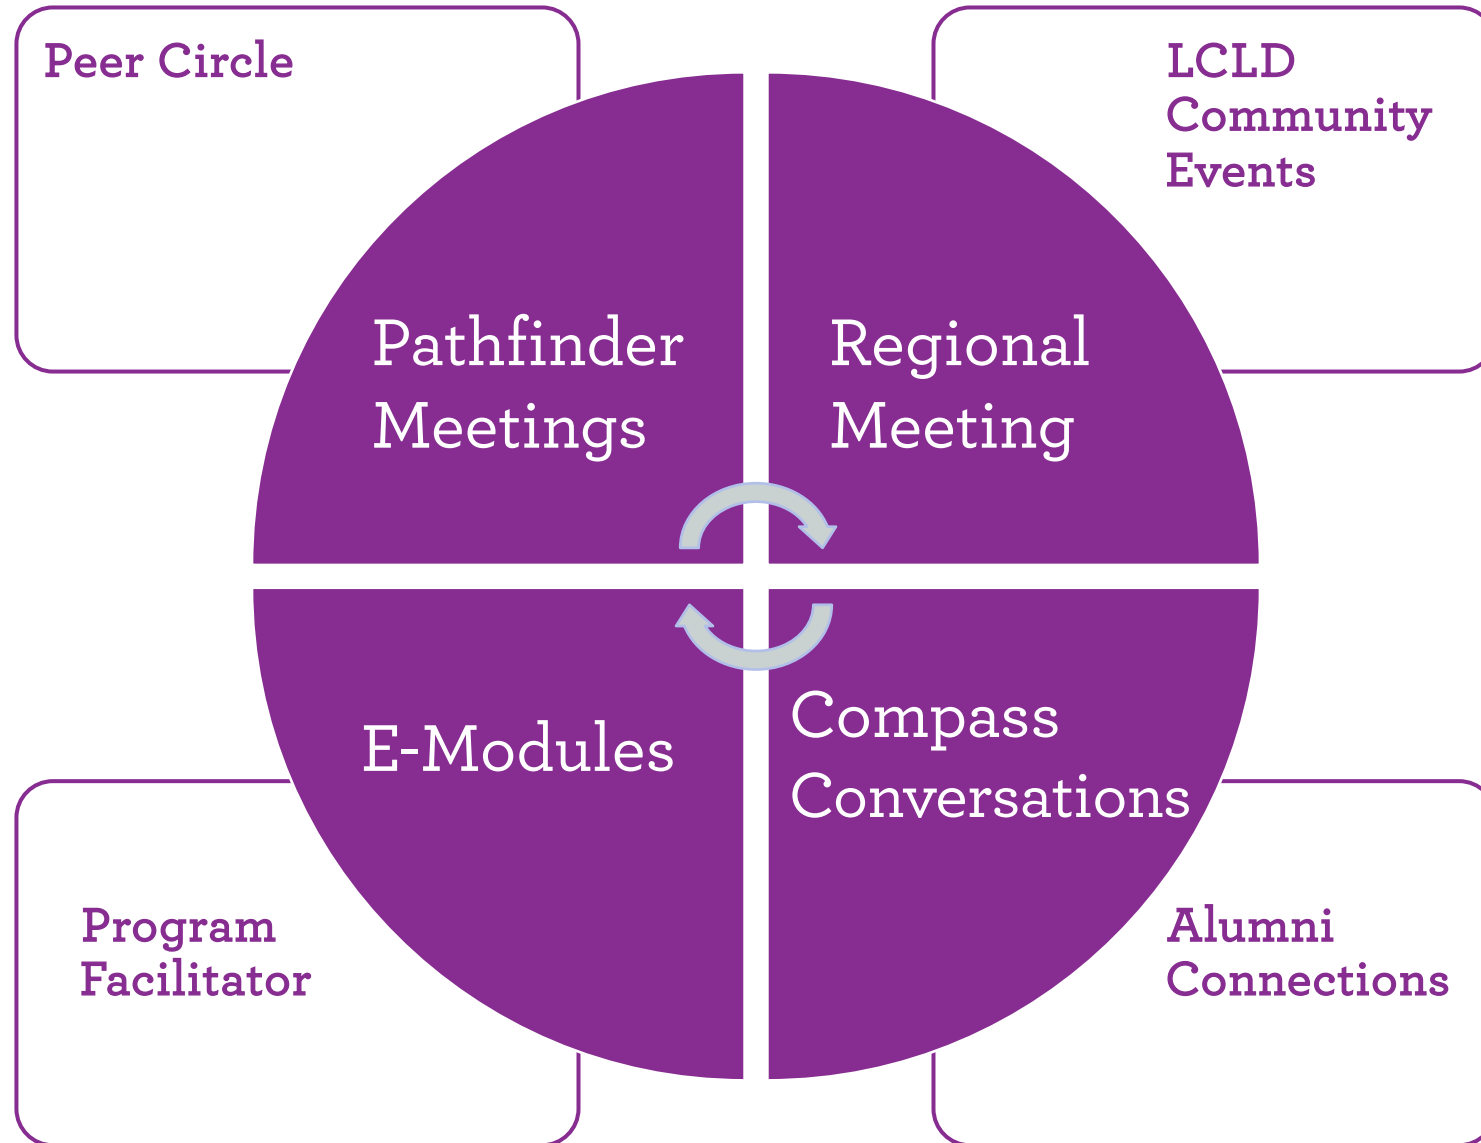 Peer Circle
LCLD
Community
Events
Pathfinder
Meetings
Regional
Meeting
E-Modules
Compass
Conversations
Program
Facilitator
Alumni
Connections